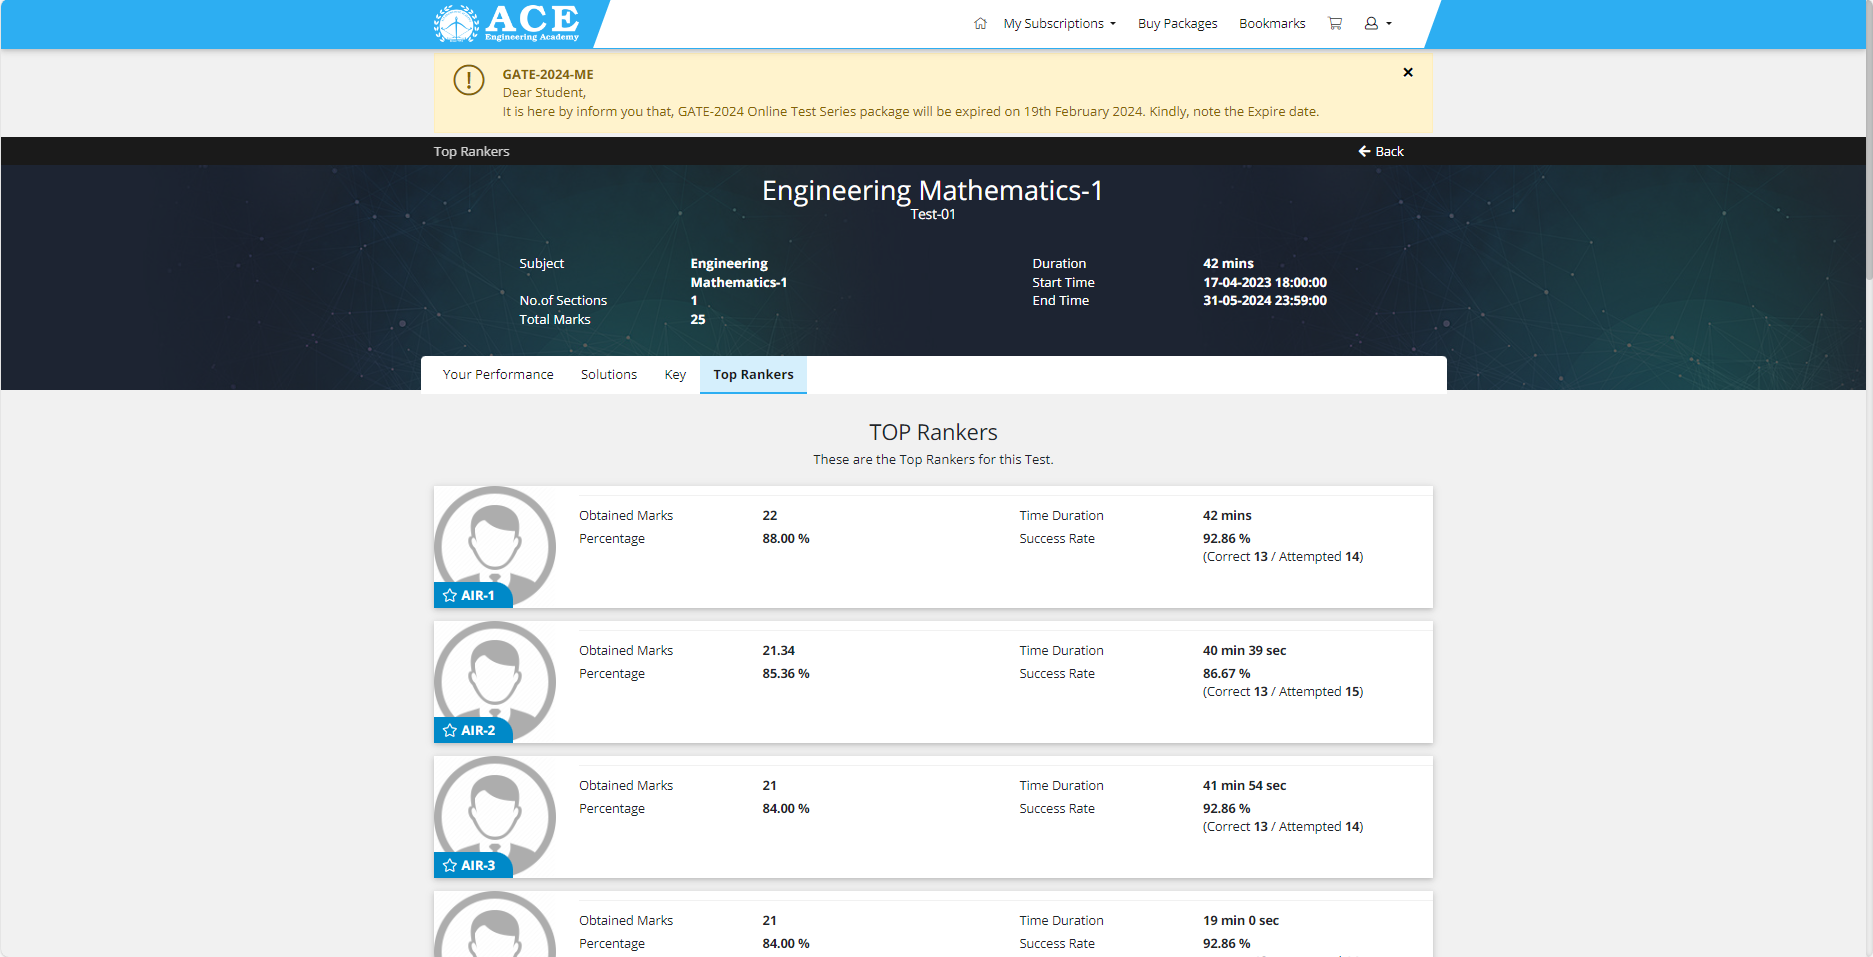 ACE
Engineering Academy
My Subscriptions
Buy Packages
Bookmarks
GATE-2024-ME
Dear Student,
It is here by inform you that, GATE-2024 Online Test Series package will be expired on 19th February 2024. Kindly, note the Expire date.
Top Rankers
Back
Engineering Mathematics-1
Test-01
Subject Engineering Mathematics-1
No.of Sections 1
Total Marks 25
Duration 42 mins
Start Time 17-04-2023 18:00:00
End Time 31-05-2024 23:59:00
Your Performance Solutions Key Top Rankers
TOP Rankers
These are the Top Rankers for this Test.
Obtained Marks 22 Time Duration 42 mins
Percentage 88.00 % Success Rate 92.86 %
(Correct 13 / Attempted 14)
AIR-1
Obtained Marks 21.34 Time Duration 40 min 39 sec
Percentage 85.36 % Success Rate 86.67 %
(Correct 13 / Attempted 15)
AIR-2
Obtained Marks 21 Time Duration 41 min 54 sec
Percentage 84.00 % Success Rate 92.86 %
(Correct 13 / Attempted 14)
AIR-3
Obtained Marks 21 Time Duration 19 min 0 sec
Percentage 84.00 % Success Rate 92.86 %